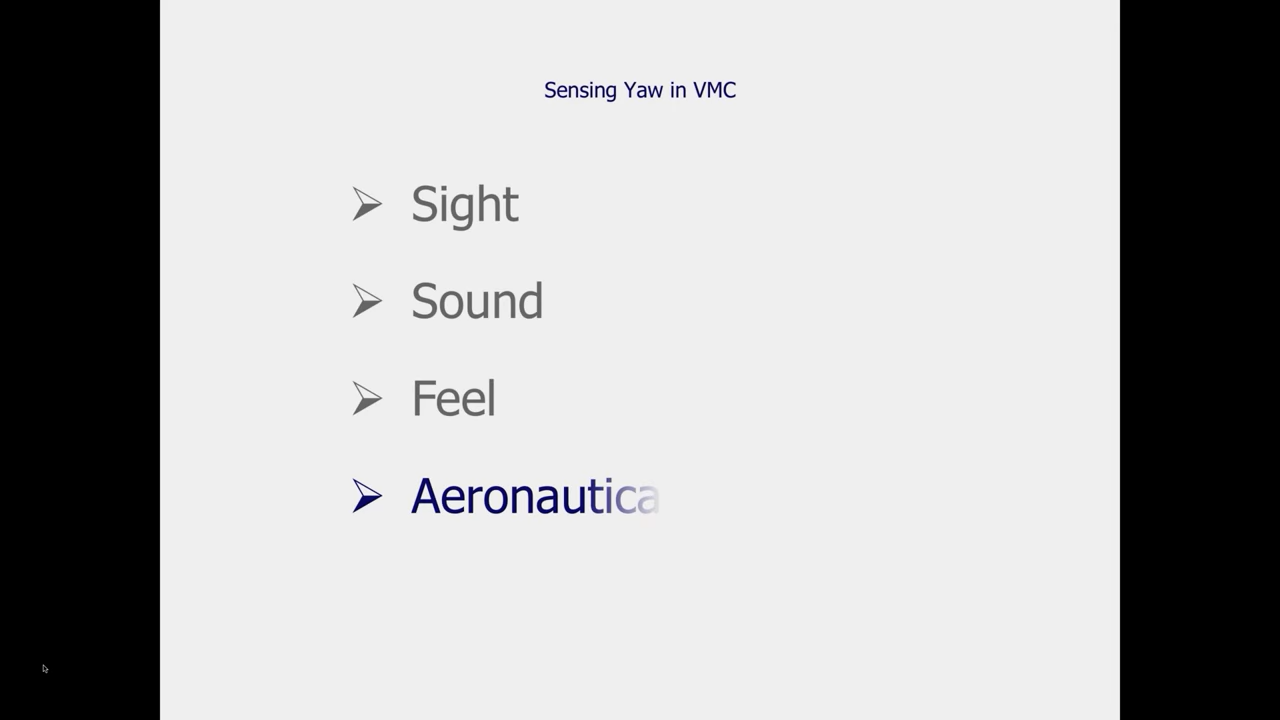 Sensing Yaw in VMC
➢ Sight
➢ Sound
➢ Feel
➢ Aeronautica